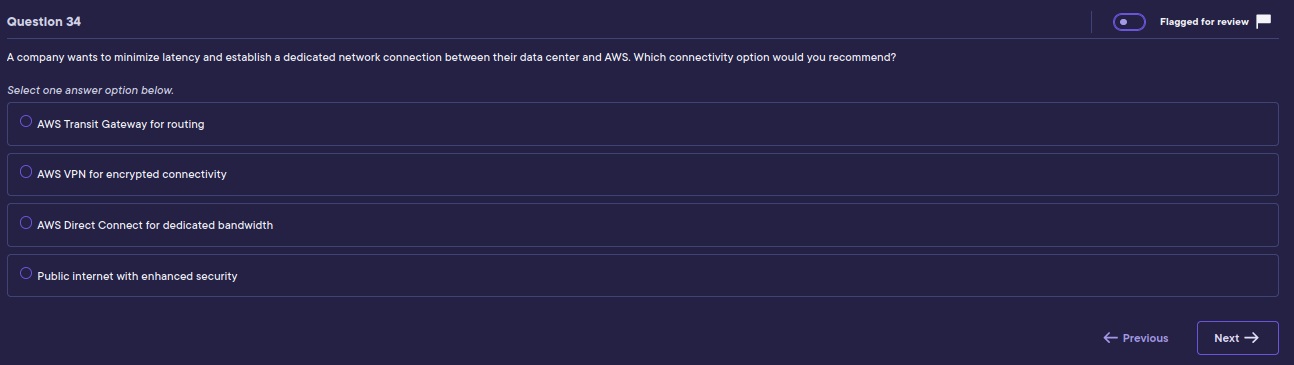 Question 34
Flagged for review
A company wants to minimize latency and establish a dedicated network connection between their data center and AWS. Which connectivity option would you recommend?
Select one answer option below.
AWS Transit Gateway for routing
AWS VPN for encrypted connectivity
AWS Direct Connect for dedicated bandwidth
Public internet with enhanced security
Previous
Next